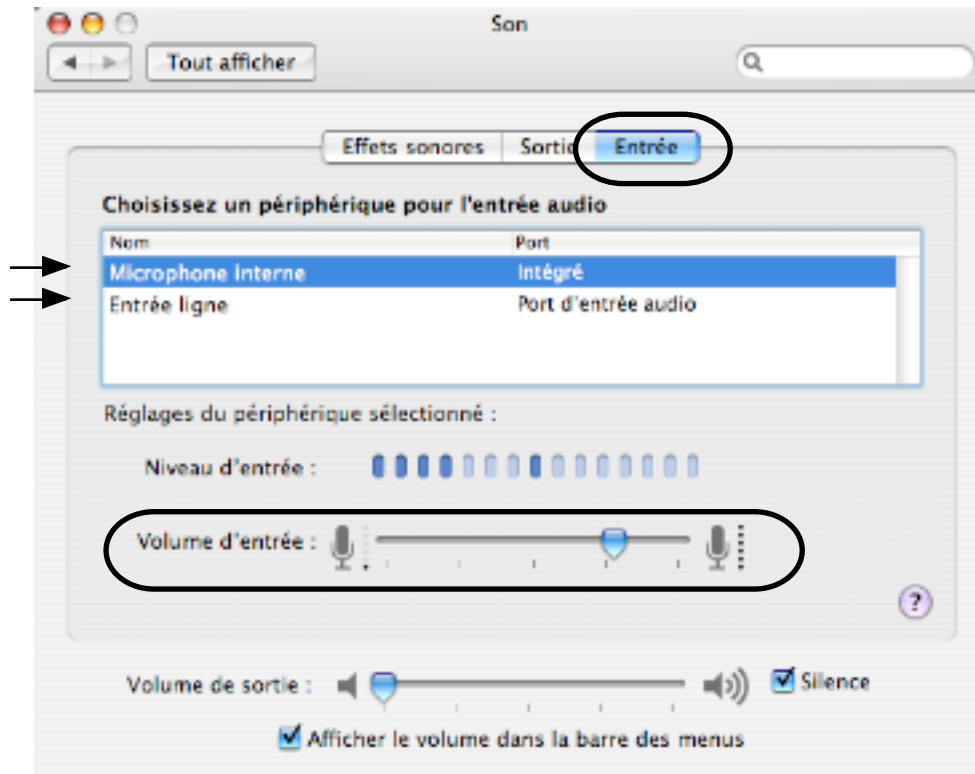 Son
Tout afficher
Effets sonores Sortie Entrée
Choisissez un périphérique pour l'entrée audio
Nom Port
Microphone interne Intégré
Entrée ligne Port d'entrée audio
Réglages du périphérique sélectionné :
Niveau d'entrée :
Volume d'entrée :
?
Volume de sortie : Silence
Afficher le volume dans la barre des menus